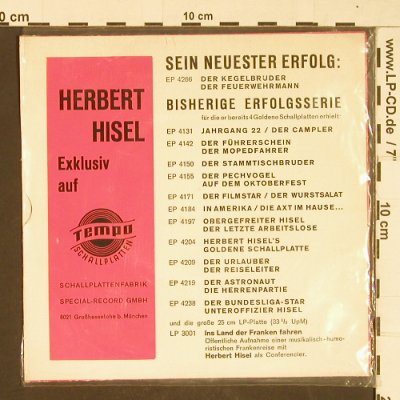 10 cm
10 cm
10 cm
www.LP-CD.de / 7"
HERBERT
HISEL
Exklusiv
auf
Tempo
SCHALLPLATTEN
SCHALLPLATTENFABRIK
SPECIAL-RECORD GMBH
8021 Großhesselohe b. München
SEIN NEUESTER ERFOLG:
EP 4266 DER KEGELBRUDER
DER FEUERWEHRMANN
BISHERIGE ERFOLGSSERIE
für die er bereits 4 Goldene Schallplatten erhielt:
EP 4131 JAHRGANG 22 / DER CAMPLER
EP 4142 DER FÜHRERSCHEIN
DER MOPEDFAHRER
EP 4150 DER STAMMTISCHBRUDER
EP 4155 DER PECHVOGEL
AUF DEM OKTOBERFEST
EP 4171 DER FILMSTAR / DER WURSTSALAT
EP 4184 IN AMERIKA / DIE AXT IM HAUSE...
EP 4197 OBERGEFREITER HISEL
DER LETZTE ARBEITSLOSE
EP 4204 HERBERT HISEL'S
GOLDENE SCHALLPLATTE
EP 4209 DER URLAUBER
DER REISELEITER
EP 4219 DER ASTRONAUT
DIE HERRENPARTIE
EP 4238 DER BUNDESLIGA-STAR
UNTEROFFIZIER HISEL
und die große 25 cm LP-Platte (33⅓ UpM)
LP 3001 Ins Land der Franken fahren
Öffentliche Aufnahme einer musikalisch-humo-
ristischen Frankenreise mit
Herbert Hisel als Conferencier.